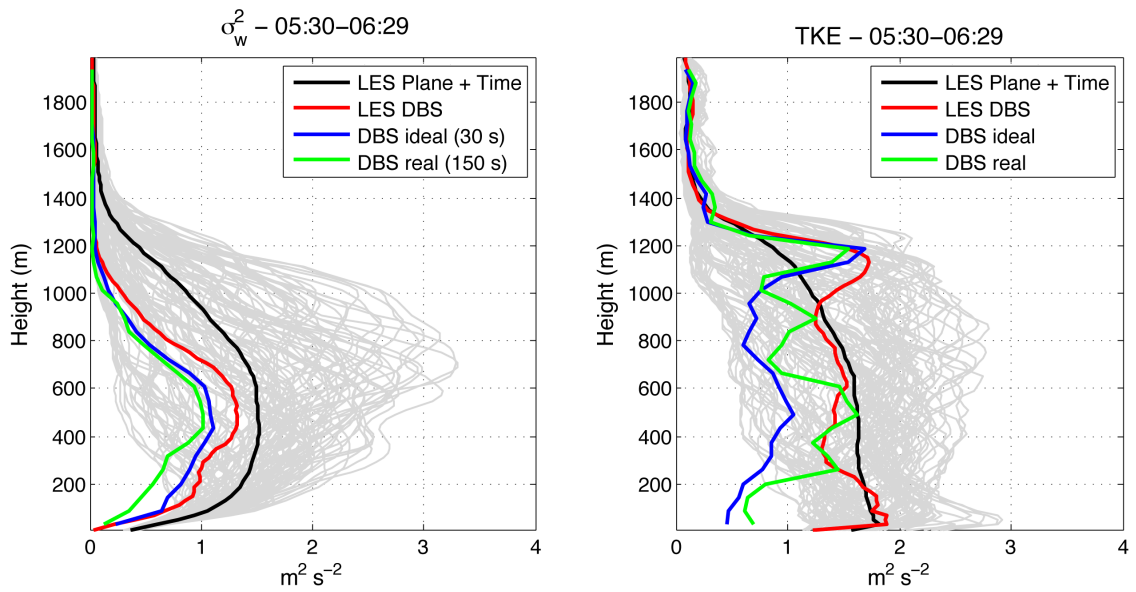 σ²w – 05:30–06:29
LES Plane + Time
LES DBS
DBS ideal (30 s)
DBS real (150 s)
Height (m)
1800
1600
1400
1200
1000
800
600
400
200
0 1 2 3 4
m² s⁻²
TKE – 05:30–06:29
LES Plane + Time
LES DBS
DBS ideal
DBS real
Height (m)
1800
1600
1400
1200
1000
800
600
400
200
0 1 2 3 4
m² s⁻²